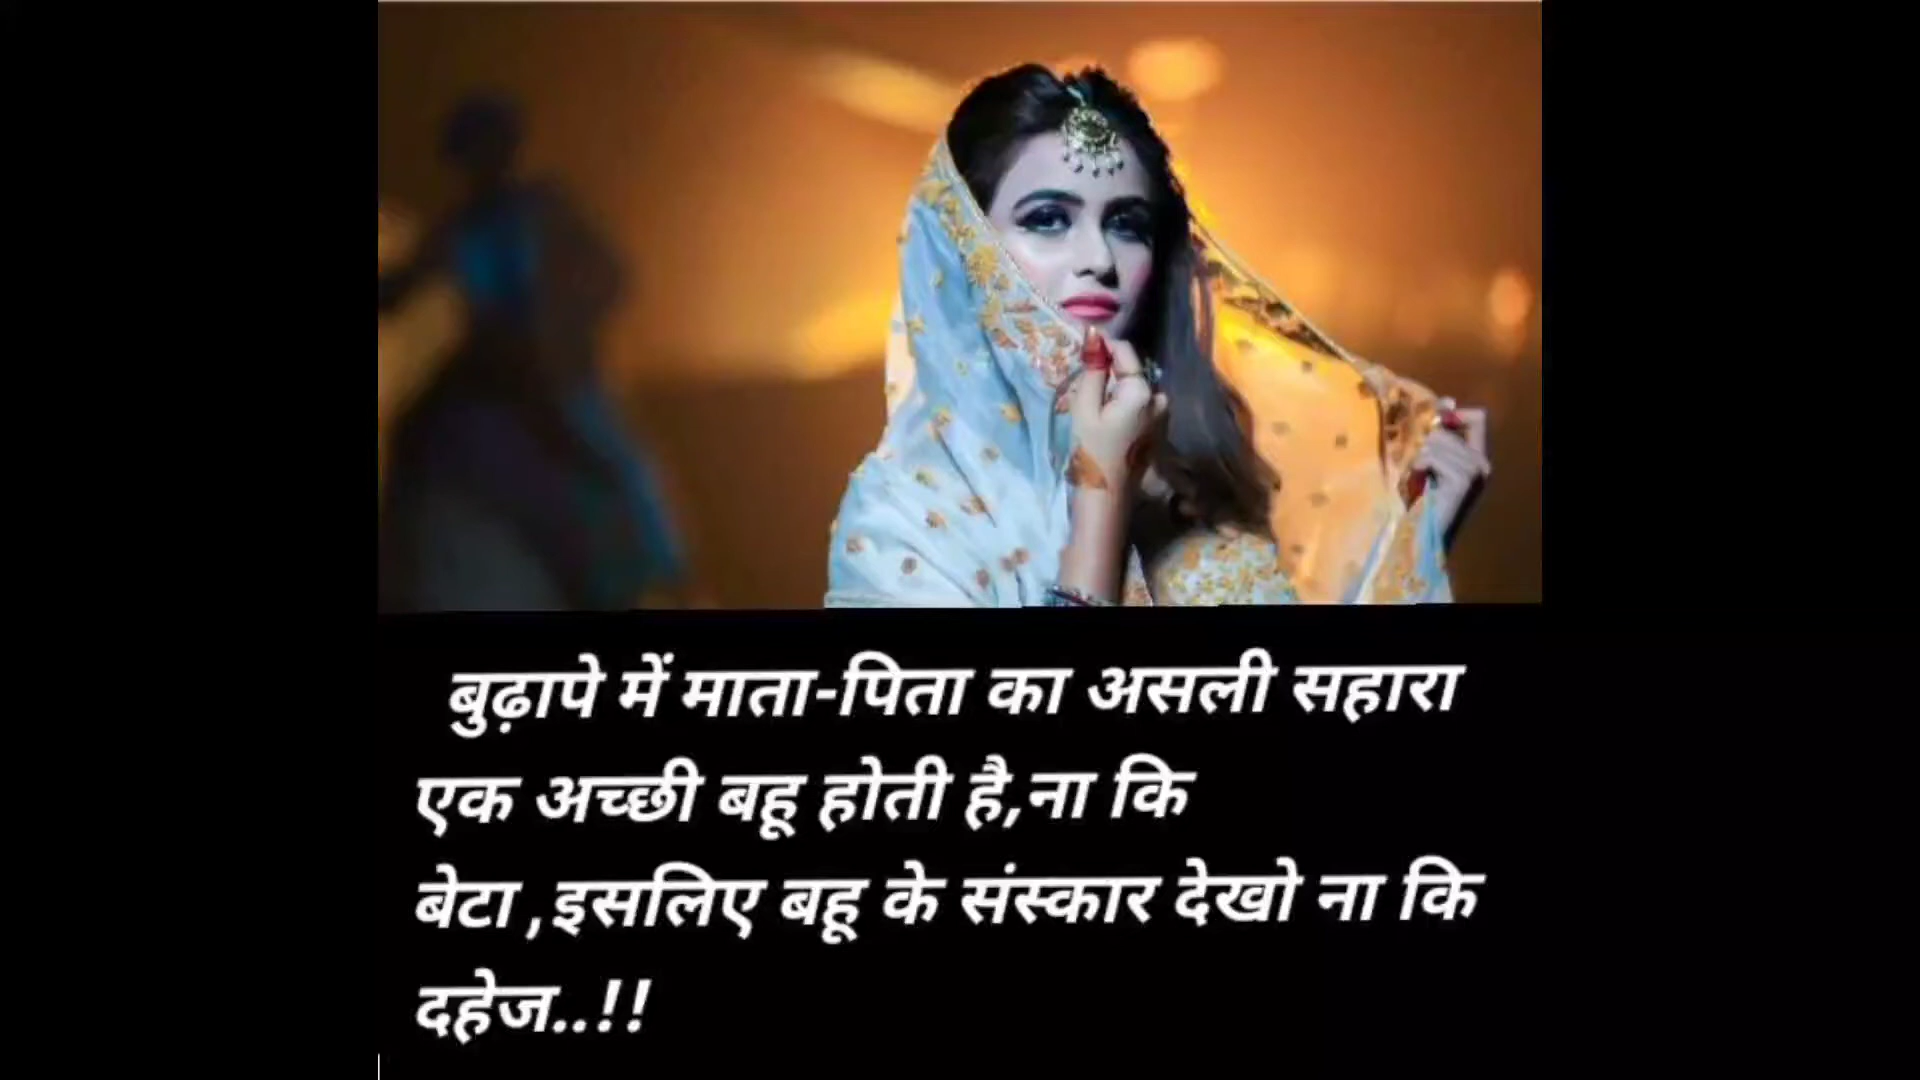 बुढ़ापे में माता-पिता का असली सहारा
एक अच्छी बहू होती है,ना कि
बेटा ,इसलिए बहू के संस्कार देखो ना कि
दहेज..!!